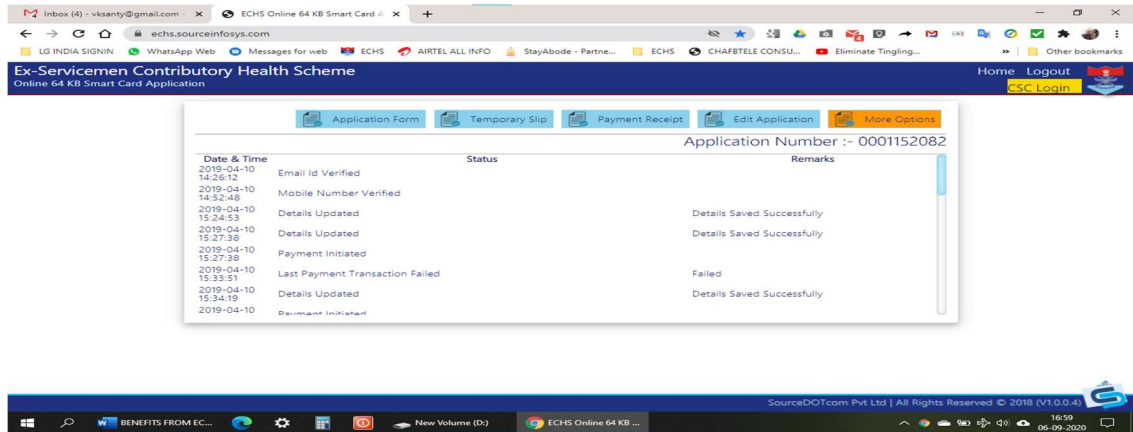 Inbox (4) - vksanty@gmail.com - ECHS Online 64 KB Smart Card A
echs.sourceinfosys.com
LG INDIA SIGNIN WhatsApp Web Messages for web ECHS AIRTEL ALL INFO StayAbode - Partne... ECHS CHAFBTELE CONSU... Eliminate Tingling... » Other bookmarks
Ex-Servicemen Contributory Health Scheme
Online 64 KB Smart Card Application
Home Logout
CSC Login
Application Form Temporary Slip Payment Receipt Edit Application More Options
Application Number :- 0001152082
Date & Time Status Remarks
2019-04-10
14:26:12 Email Id Verified
2019-04-10
14:52:48 Mobile Number Verified
2019-04-10
15:24:53 Details Updated Details Saved Successfully
2019-04-10
15:27:38 Details Updated Details Saved Successfully
2019-04-10
15:27:38 Payment Initiated
2019-04-10
15:33:51 Last Payment Transaction Failed Failed
2019-04-10
15:34:19 Details Updated Details Saved Successfully
2019-04-10
Payment Initiated
SourceDOTcom Pvt Ltd | All Rights Reserved © 2018 (V1.0.0.4)
BENEFITS FROM EC... New Volume (D:) ECHS Online 64 KB ...
16:59
06-09-2020